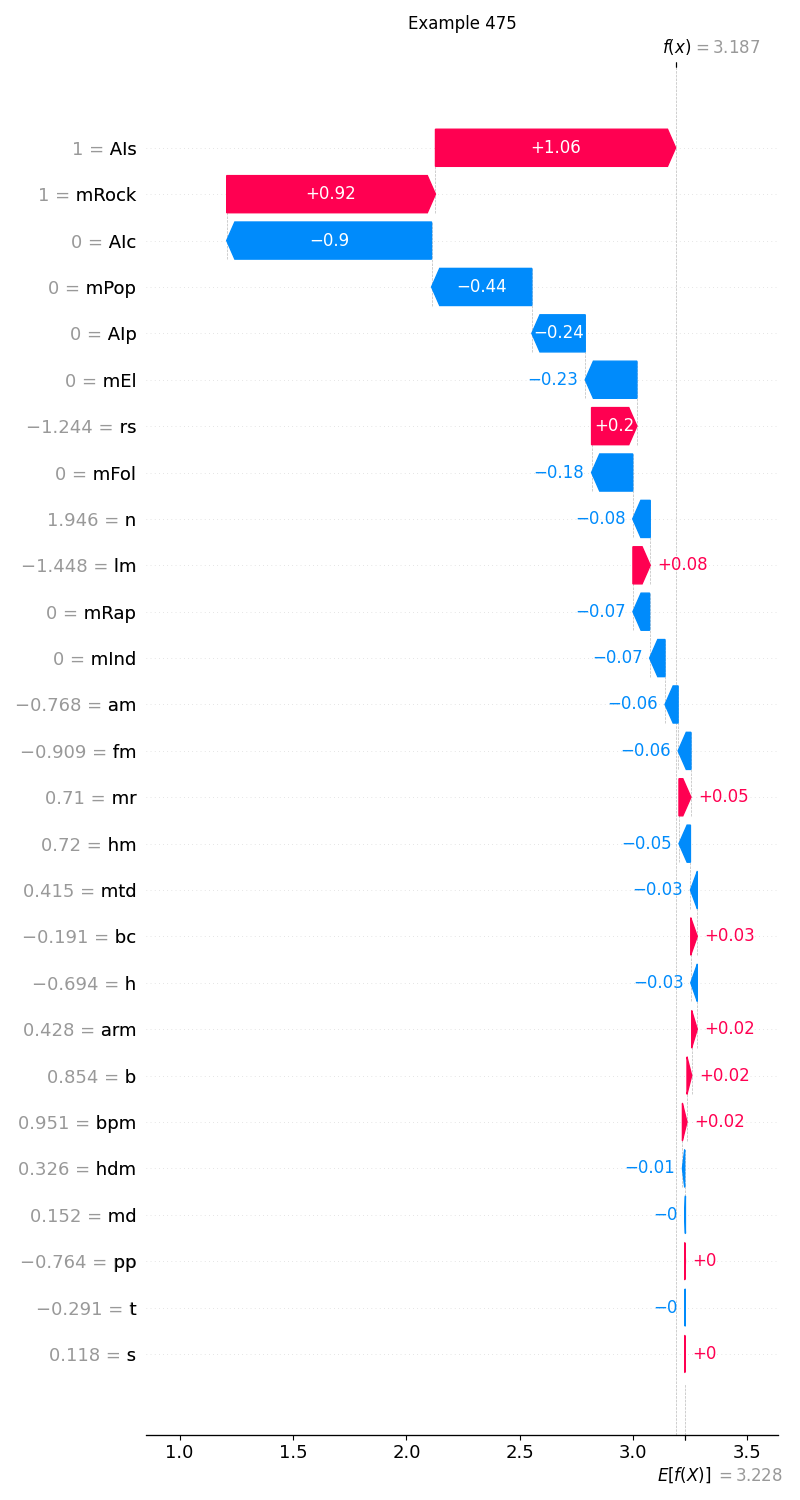 Example 475
f(x) = 3.187
1 = AIs
+1.06
1 = mRock
+0.92
0 = AIc
−0.9
0 = mPop
−0.44
0 = AIp
−0.24
0 = mEl
−0.23
−1.244 = rs
+0.2
0 = mFol
−0.18
1.946 = n
−0.08
−1.448 = lm
+0.08
0 = mRap
−0.07
0 = mInd
−0.07
−0.768 = am
−0.06
−0.909 = fm
−0.06
0.71 = mr
+0.05
0.72 = hm
−0.05
0.415 = mtd
−0.03
−0.191 = bc
+0.03
−0.694 = h
−0.03
0.428 = arm
+0.02
0.854 = b
+0.02
0.951 = bpm
+0.02
0.326 = hdm
−0.01
0.152 = md
−0
−0.764 = pp
+0
−0.291 = t
−0
0.118 = s
+0
1.0 1.5 2.0 2.5 3.0 3.5
E[f(X)] = 3.228